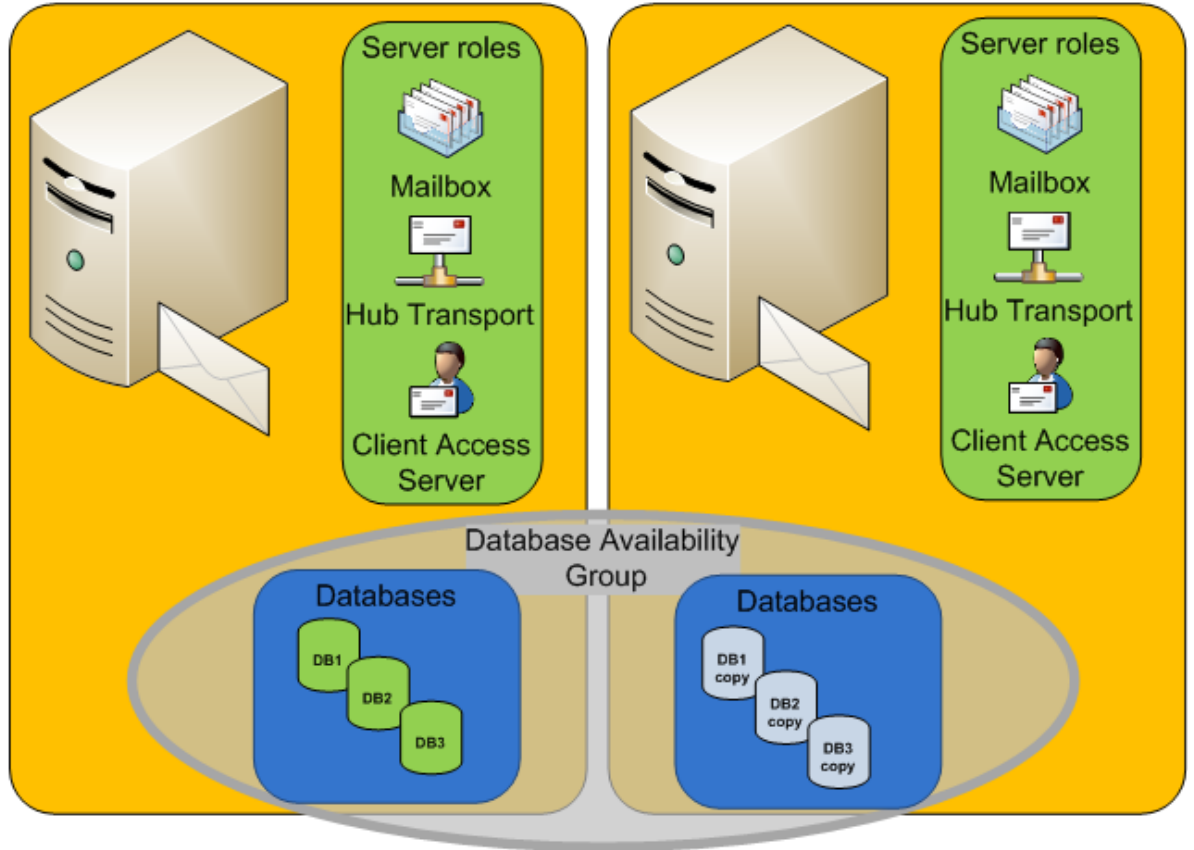 Server roles
Mailbox
Hub Transport
Client Access
Server
Server roles
Mailbox
Hub Transport
Client Access
Server
Database Availability
Group
Databases
DB1
DB2
DB3
Databases
DB1
copy
DB2
copy
DB3
copy